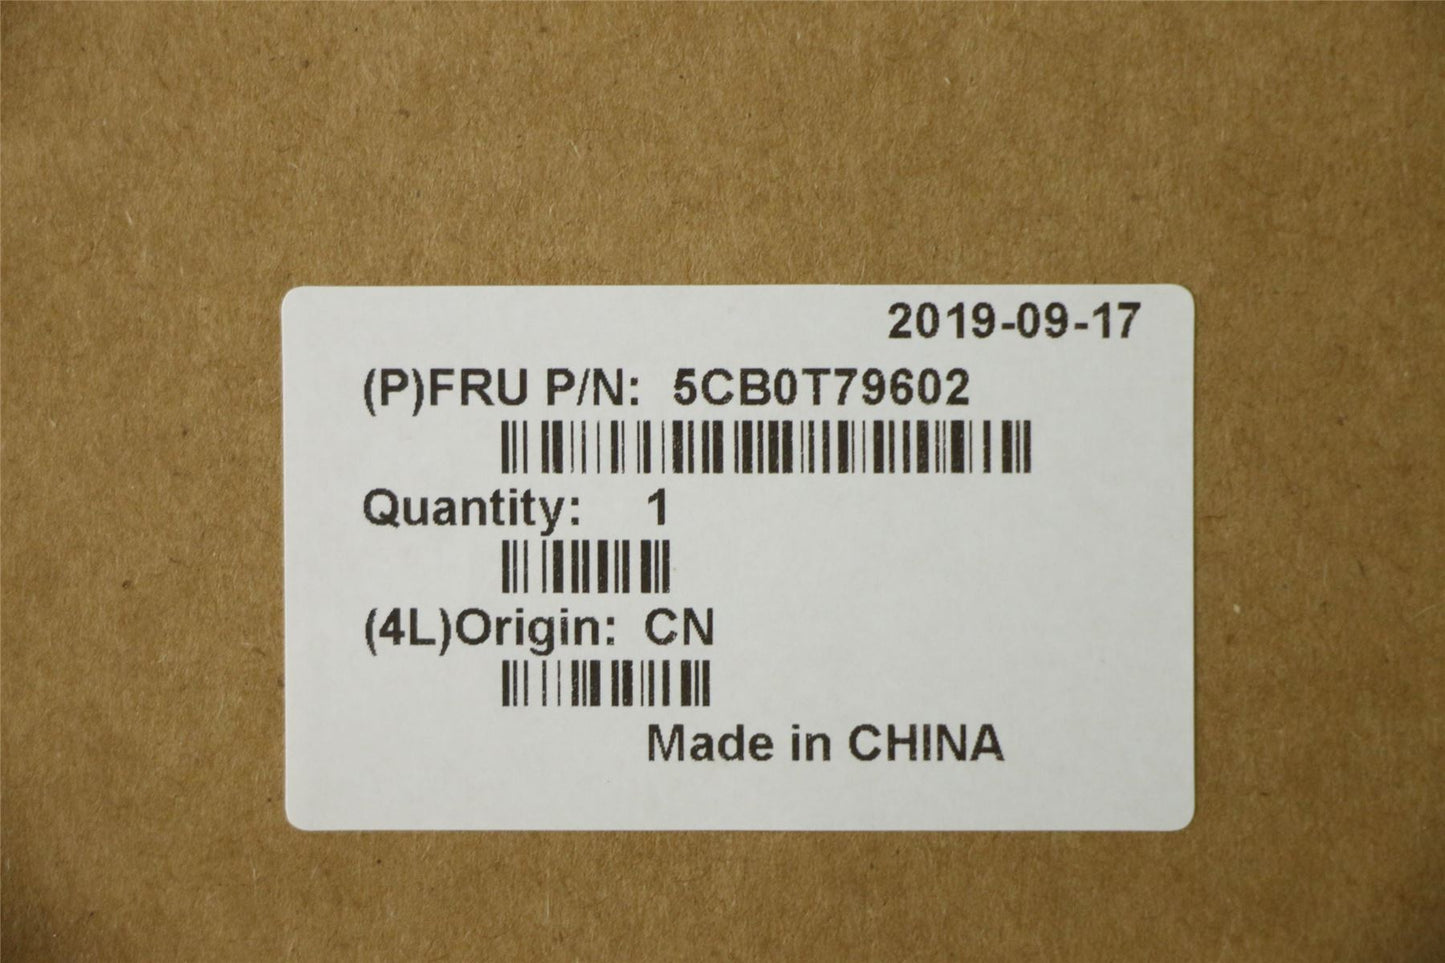 2019-09-17
(P)FRU P/N: 5CB0T79602
Quantity: 1
(4L)Origin: CN
Made in CHINA